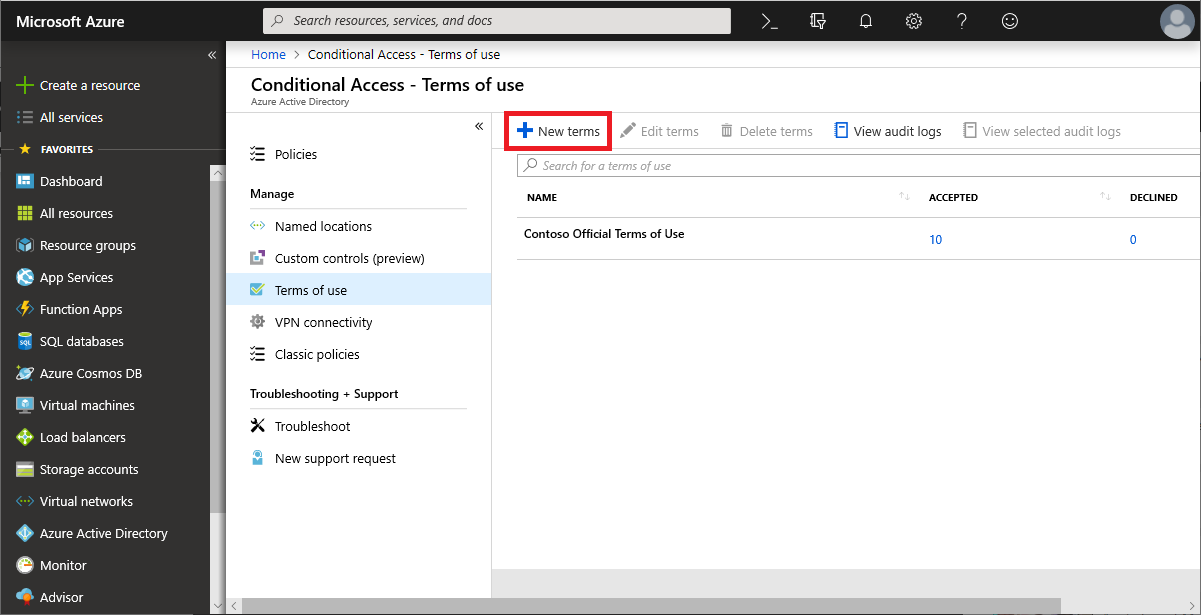 Microsoft Azure
Search resources, services, and docs
Create a resource
All services
FAVORITES
Dashboard
All resources
Resource groups
App Services
Function Apps
SQL databases
Azure Cosmos DB
Virtual machines
Load balancers
Storage accounts
Virtual networks
Azure Active Directory
Monitor
Advisor
Home > Conditional Access - Terms of use
Conditional Access - Terms of use
Azure Active Directory
Policies
Manage
Named locations
Custom controls (preview)
Terms of use
VPN connectivity
Classic policies
Troubleshooting + Support
Troubleshoot
New support request
New terms Edit terms Delete terms View audit logs View selected audit logs
Search for a terms of use
NAME ACCEPTED DECLINED
Contoso Official Terms of Use 10 0